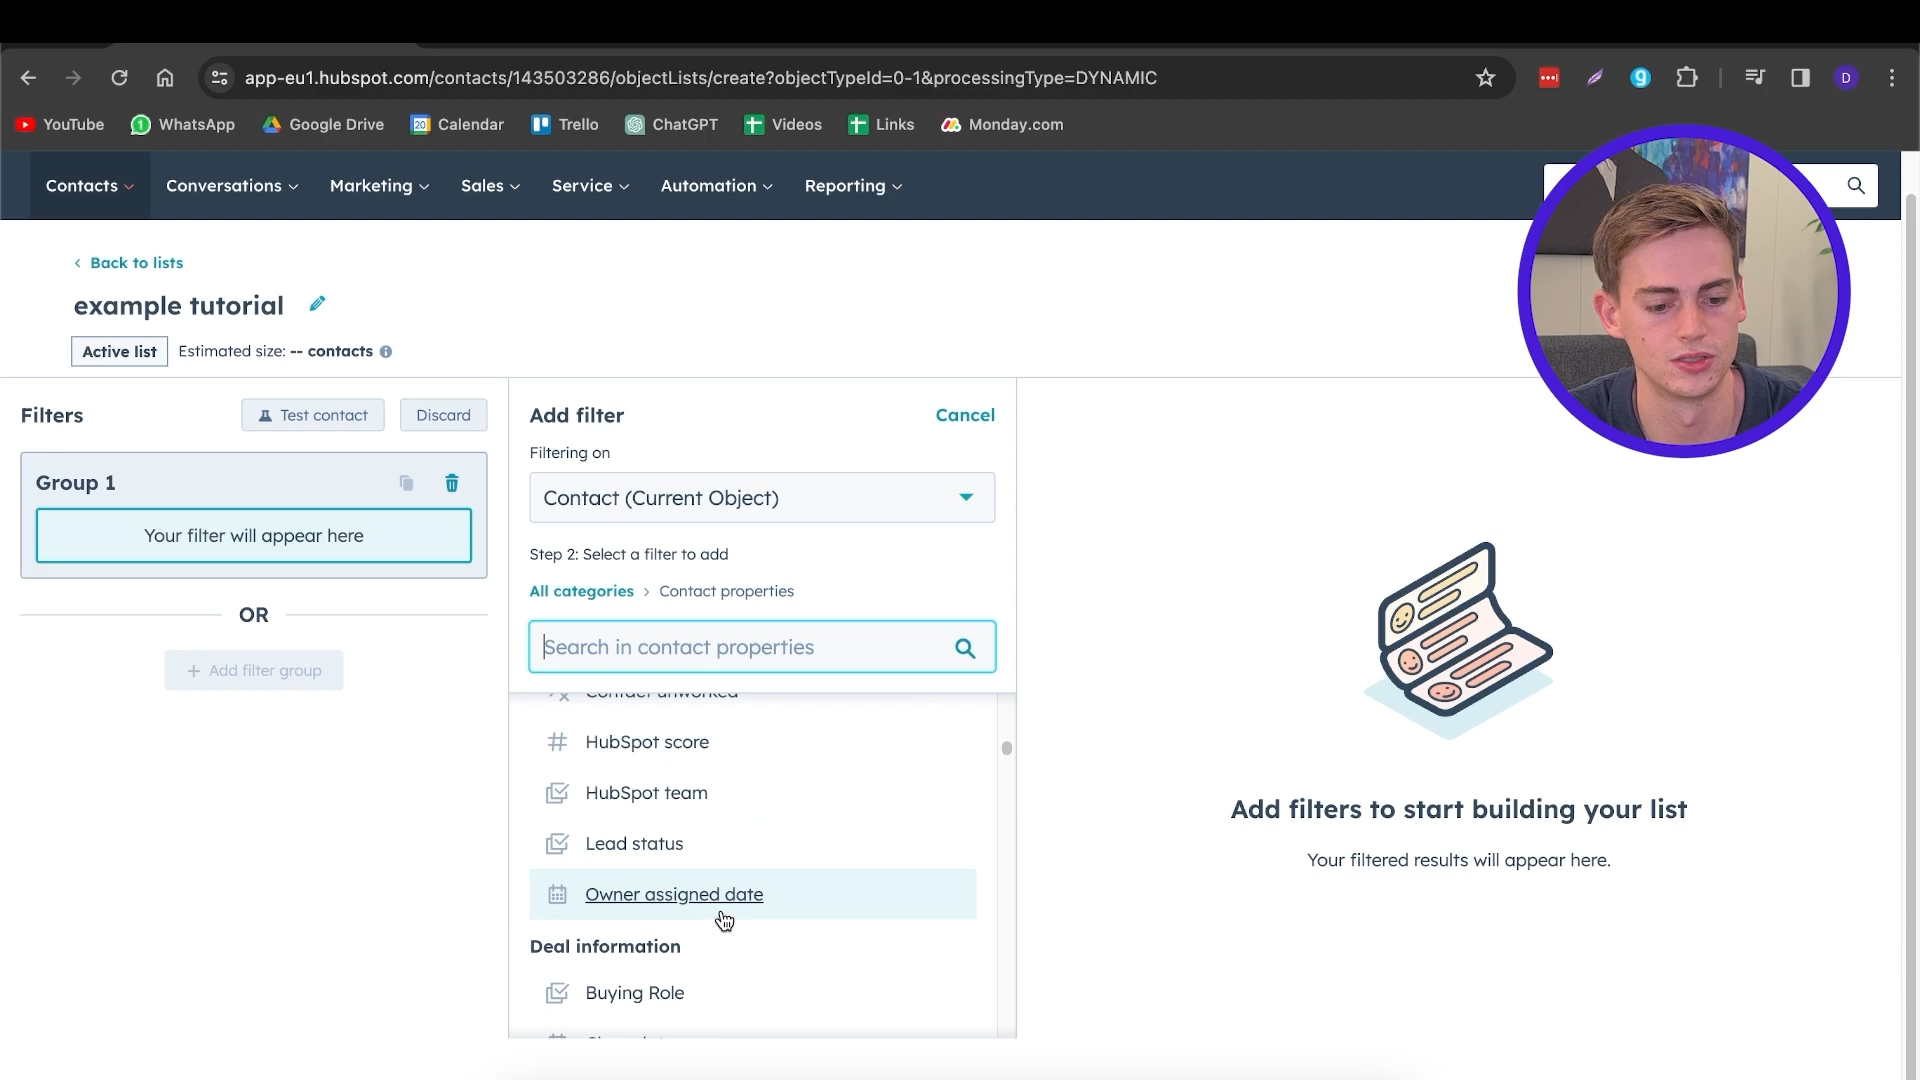 app-eu1.hubspot.com/contacts/143503286/objectLists/create?objectTypeId=0-1&processingType=DYNAMIC
D
YouTube WhatsApp Google Drive Calendar Trello ChatGPT Videos Links Monday.com
Contacts Conversations Marketing Sales Service Automation Reporting
Back to lists
example tutorial
Active list Estimated size: -- contacts
Filters Test contact Discard
Group 1
Your filter will appear here
OR
+ Add filter group
Add filter Cancel
Filtering on
Contact (Current Object)
Step 2: Select a filter to add
All categories > Contact properties
Search in contact properties
Contact unworked
HubSpot score
HubSpot team
Lead status
Owner assigned date
Deal information
Buying Role
Add filters to start building your list
Your filtered results will appear here.